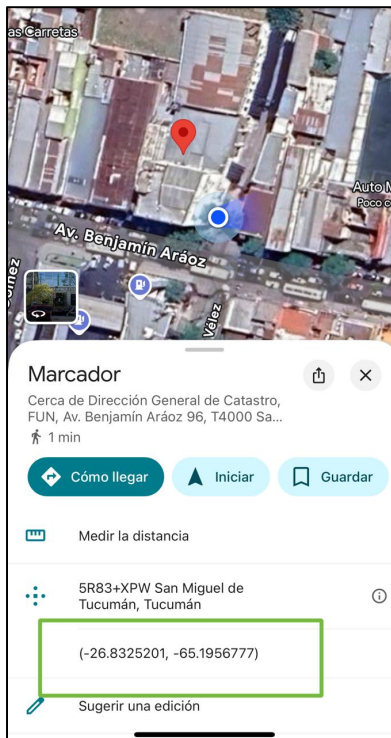 as Carretas
Auto M
Poco c
Av. Benjamín Aráoz
Vélez
Marcador
Cerca de Dirección General de Catastro,
FUN, Av. Benjamín Aráoz 96, T4000 Sa...
1 min
Cómo llegar
Iniciar
Guardar
Medir la distancia
5R83+XPW San Miguel de
Tucumán, Tucumán
(-26.8325201, -65.1956777)
Sugerir una edición